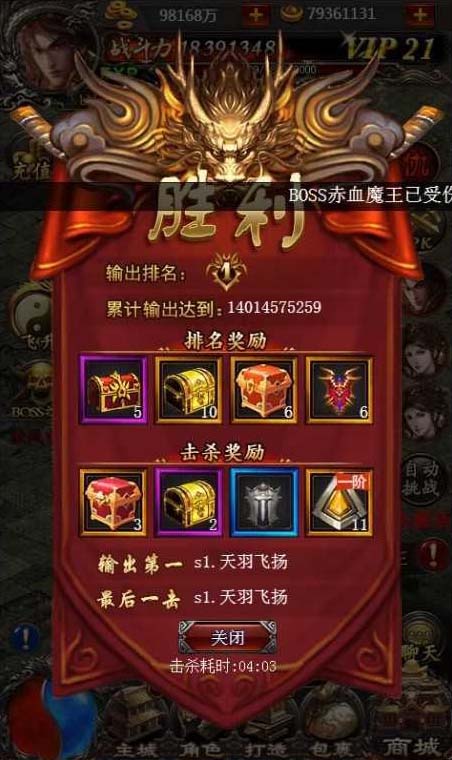 98168万
79361131
战斗力18391348
VIP 21
EXP
充值
BOSS赤血魔王已受伤
胜利
PK
输出排名：
1
累计输出达到:14014575259
排名奖励
5
10
6
6
击杀奖励
一阶
3
2
11
自动
挑战
输出第一 s1.天羽飞扬
最后一击 s1.天羽飞扬
关闭
击杀耗时:04:03
聊天
主城
角色
打造
包裹
商城